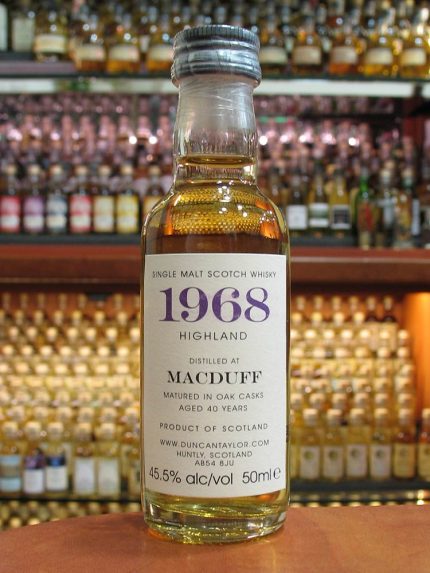 SINGLE MALT SCOTCH WHISKY
1968
HIGHLAND
DISTILLED AT
MACDUFF
MATURED IN OAK CASKS
AGED 40 YEARS
PRODUCT OF SCOTLAND
WWW.DUNCANTAYLOR.COM
HUNTLY, SCOTLAND
AB54 8JU
45.5% alc/vol 50ml℮